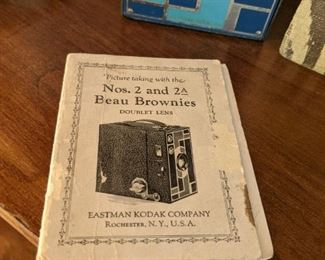 Picture taking with the
Nos. 2 and 2A
Beau Brownies
DOUBLET LENS
EASTMAN KODAK COMPANY
ROCHESTER, N. Y., U. S. A.